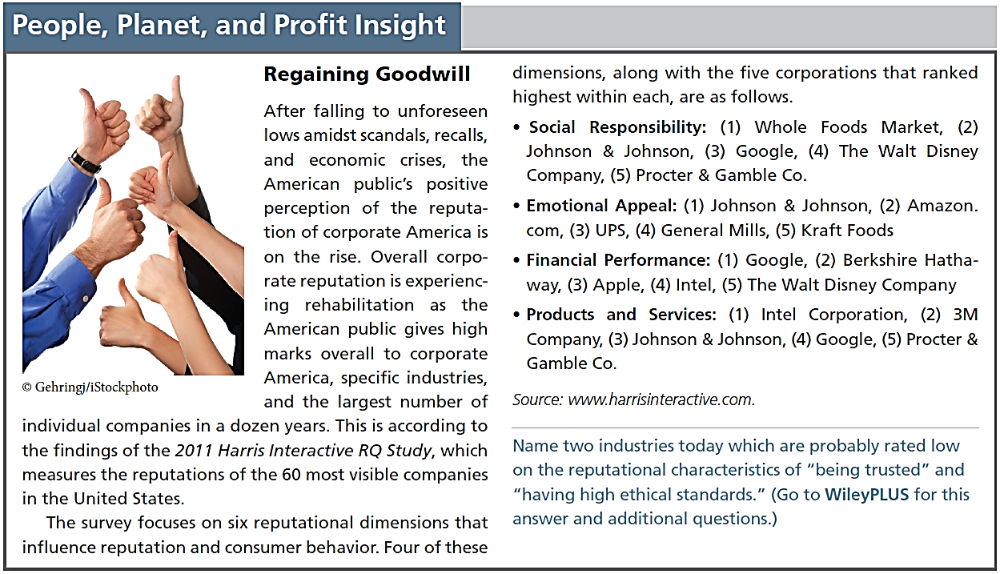 People, Planet, and Profit Insight
Regaining Goodwill
After falling to unforeseen
lows amidst scandals, recalls,
and economic crises, the
American public's positive
perception of the reputa-
tion of corporate America is
on the rise. Overall corpo-
rate reputation is experienc-
ing rehabilitation as the
American public gives high
marks overall to corporate
America, specific industries,
and the largest number of
© Gehringj/iStockphoto
individual companies in a dozen years. This is according to
the findings of the 2011 Harris Interactive RQ Study, which
measures the reputations of the 60 most visible companies
in the United States.
The survey focuses on six reputational dimensions that
influence reputation and consumer behavior. Four of these
dimensions, along with the five corporations that ranked
highest within each, are as follows.
• Social Responsibility: (1) Whole Foods Market, (2)
Johnson & Johnson, (3) Google, (4) The Walt Disney
Company, (5) Procter & Gamble Co.
• Emotional Appeal: (1) Johnson & Johnson, (2) Amazon.
com, (3) UPS, (4) General Mills, (5) Kraft Foods
• Financial Performance: (1) Google, (2) Berkshire Hatha-
way, (3) Apple, (4) Intel, (5) The Walt Disney Company
• Products and Services: (1) Intel Corporation, (2) 3M
Company, (3) Johnson & Johnson, (4) Google, (5) Procter &
Gamble Co.
Source: www.harrisinteractive.com.
Name two industries today which are probably rated low
on the reputational characteristics of "being trusted" and
"having high ethical standards." (Go to WileyPLUS for this
answer and additional questions.)